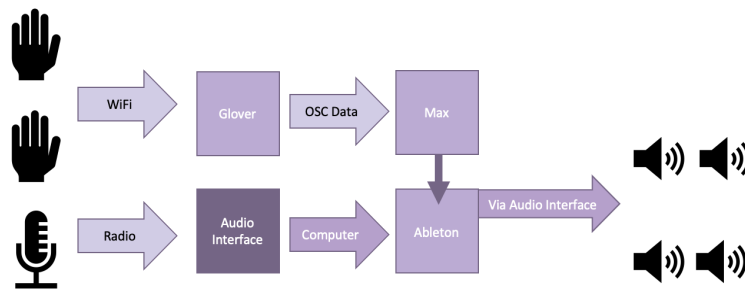 WiFi
Glover
OSC Data
Max
Radio
Audio
Interface
Computer
Ableton
Via Audio Interface